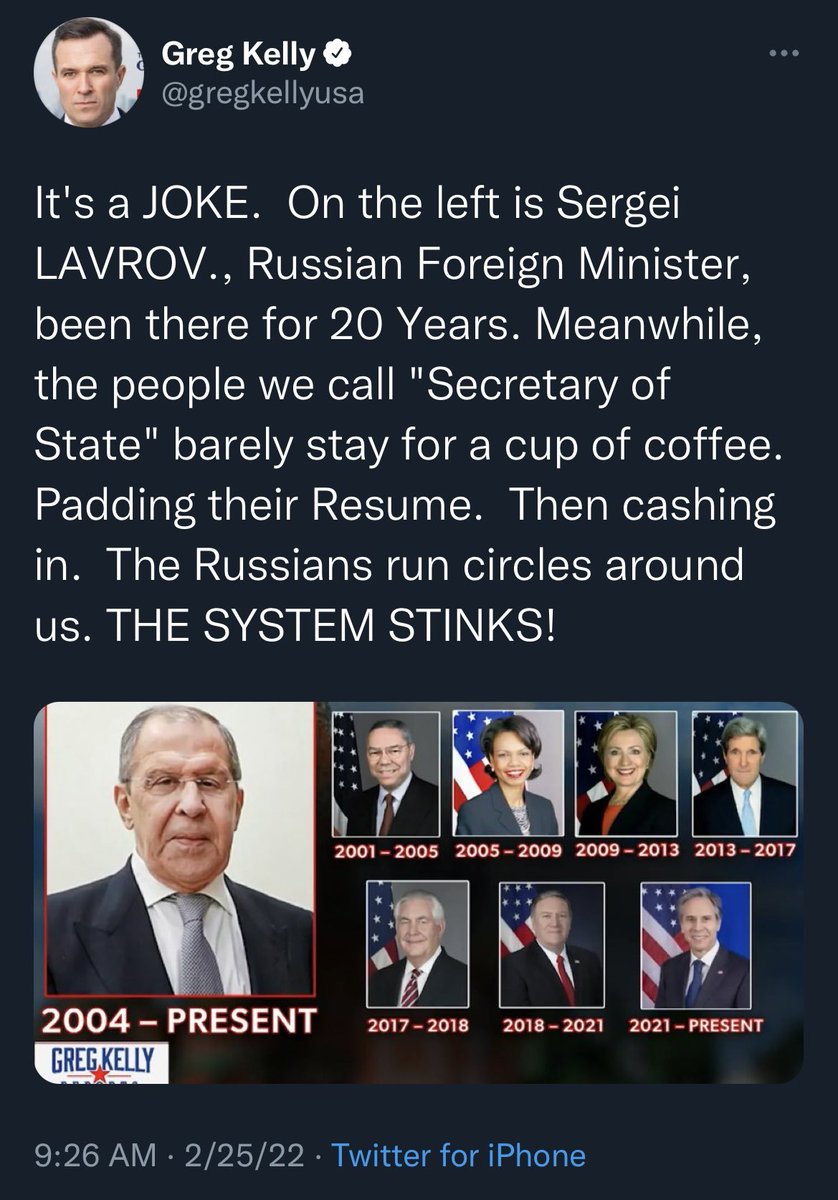 Greg Kelly
@gregkellyusa
It's a JOKE.  On the left is Sergei
LAVROV., Russian Foreign Minister,
been there for 20 Years. Meanwhile,
the people we call "Secretary of
State" barely stay for a cup of coffee.
Padding their Resume.  Then cashing
in.  The Russians run circles around
us. THE SYSTEM STINKS!
2001 – 2005 2005 – 2009 2009 – 2013 2013 – 2017
2004 – PRESENT
2017 – 2018 2018 – 2021 2021 – PRESENT
GREG KELLY
9:26 AM · 2/25/22 · Twitter for iPhone